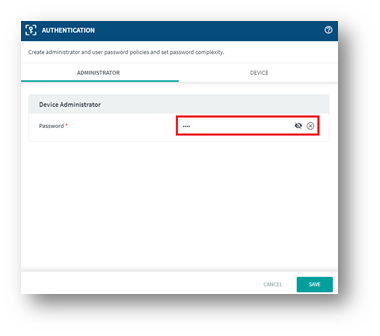 AUTHENTICATION
Create administrator and user password policies and set password complexity.
ADMINISTRATOR DEVICE
Device Administrator
Password * ••••
CANCEL SAVE